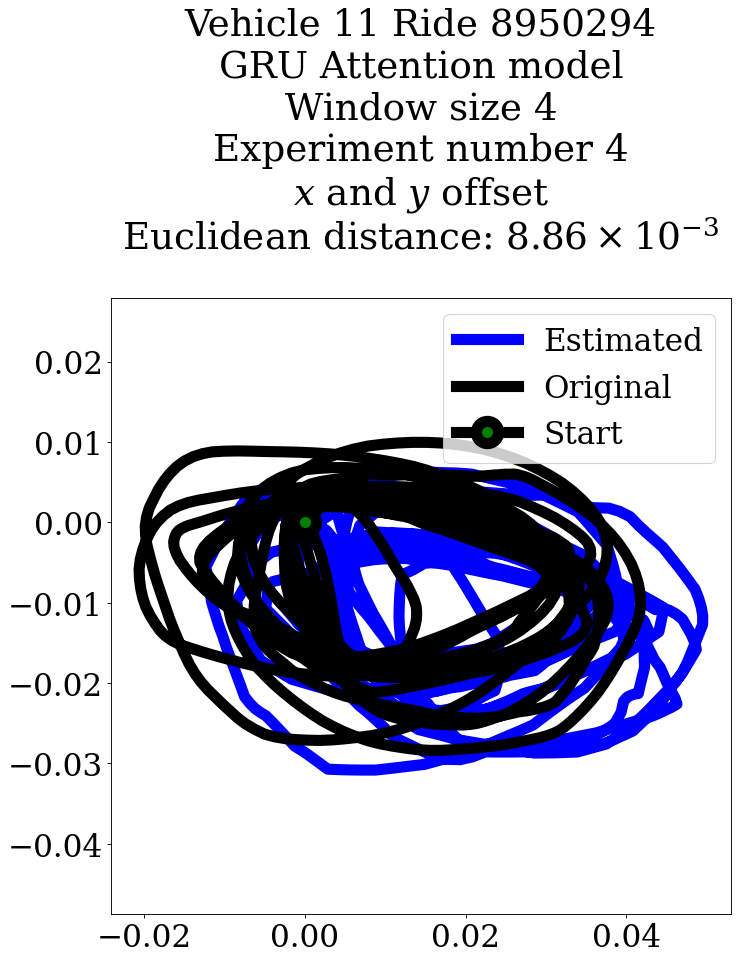 Vehicle 11 Ride 8950294
GRU Attention model
Window size 4
Experiment number 4
x and y offset
Euclidean distance: 8.86 × 10⁻³
Estimated
Original
Start
0.02
0.01
0.00
−0.01
−0.02
−0.03
−0.04
−0.02 0.00 0.02 0.04